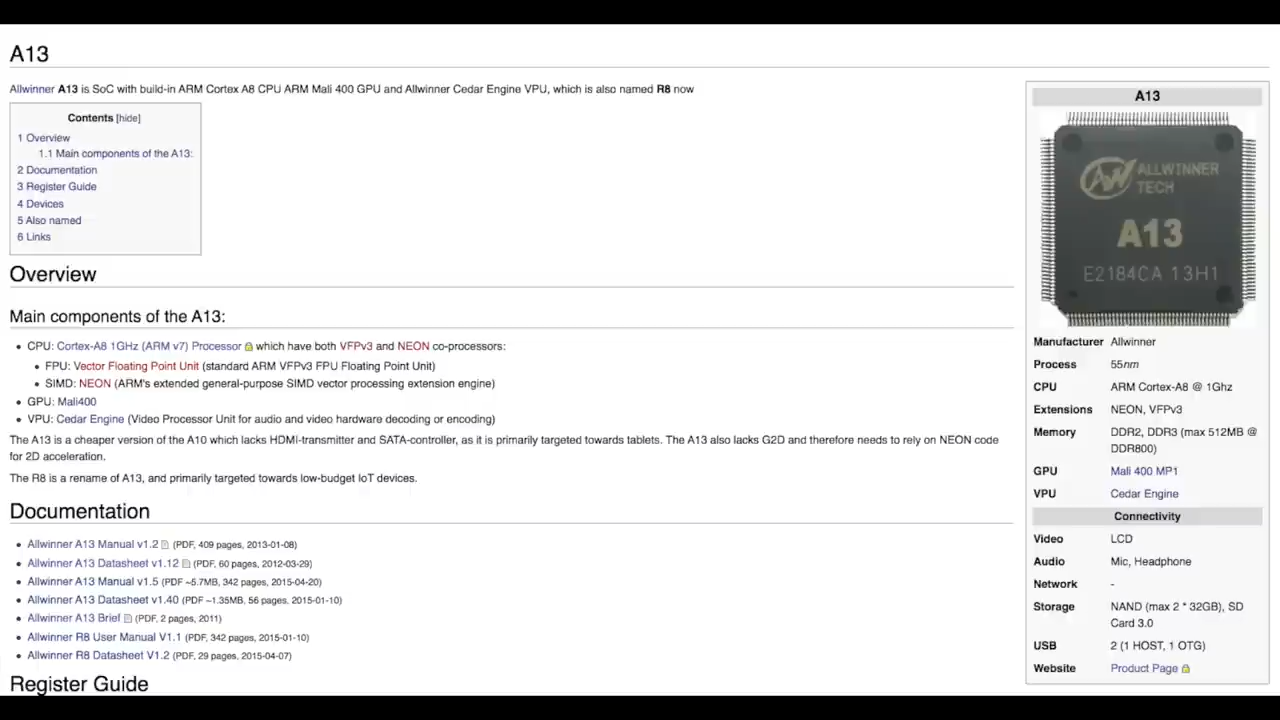 A13
Allwinner A13 is SoC with build-in ARM Cortex A8 CPU ARM Mali 400 GPU and Allwinner Cedar Engine VPU, which is also named R8 now
Contents [hide]
1 Overview
1.1 Main components of the A13:
2 Documentation
3 Register Guide
4 Devices
5 Also named
6 Links
Overview
Main components of the A13:
• CPU: Cortex-A8 1GHz (ARM v7) Processor which have both VFPv3 and NEON co-processors:
• FPU: Vector Floating Point Unit (standard ARM VFPv3 FPU Floating Point Unit)
• SIMD: NEON (ARM's extended general-purpose SIMD vector processing extension engine)
• GPU: Mali400
• VPU: Cedar Engine (Video Processor Unit for audio and video hardware decoding or encoding)
The A13 is a cheaper version of the A10 which lacks HDMI-transmitter and SATA-controller, as it is primarily targeted towards tablets. The A13 also lacks G2D and therefore needs to rely on NEON code
for 2D acceleration.
The R8 is a rename of A13, and primarily targeted towards low-budget IoT devices.
Documentation
• Allwinner A13 Manual v1.2 (PDF, 409 pages, 2013-01-08)
• Allwinner A13 Datasheet v1.12 (PDF, 60 pages, 2012-03-29)
• Allwinner A13 Manual v1.5 (PDF ~5.7MB, 342 pages, 2015-04-20)
• Allwinner A13 Datasheet v1.40 (PDF ~1.35MB, 56 pages, 2015-01-10)
• Allwinner A13 Brief (PDF, 2 pages, 2011)
• Allwinner R8 User Manual V1.1 (PDF, 342 pages, 2015-01-10)
• Allwinner R8 Datasheet V1.2 (PDF, 29 pages, 2015-04-07)
Register Guide
A13
ALLWINNER
TECH
A13
E2184CA 13H1
Manufacturer Allwinner
Process 55nm
CPU ARM Cortex-A8 @ 1Ghz
Extensions NEON, VFPv3
Memory DDR2, DDR3 (max 512MB @
DDR800)
GPU Mali 400 MP1
VPU Cedar Engine
Connectivity
Video LCD
Audio Mic, Headphone
Network -
Storage NAND (max 2 * 32GB), SD
Card 3.0
USB 2 (1 HOST, 1 OTG)
Website Product Page